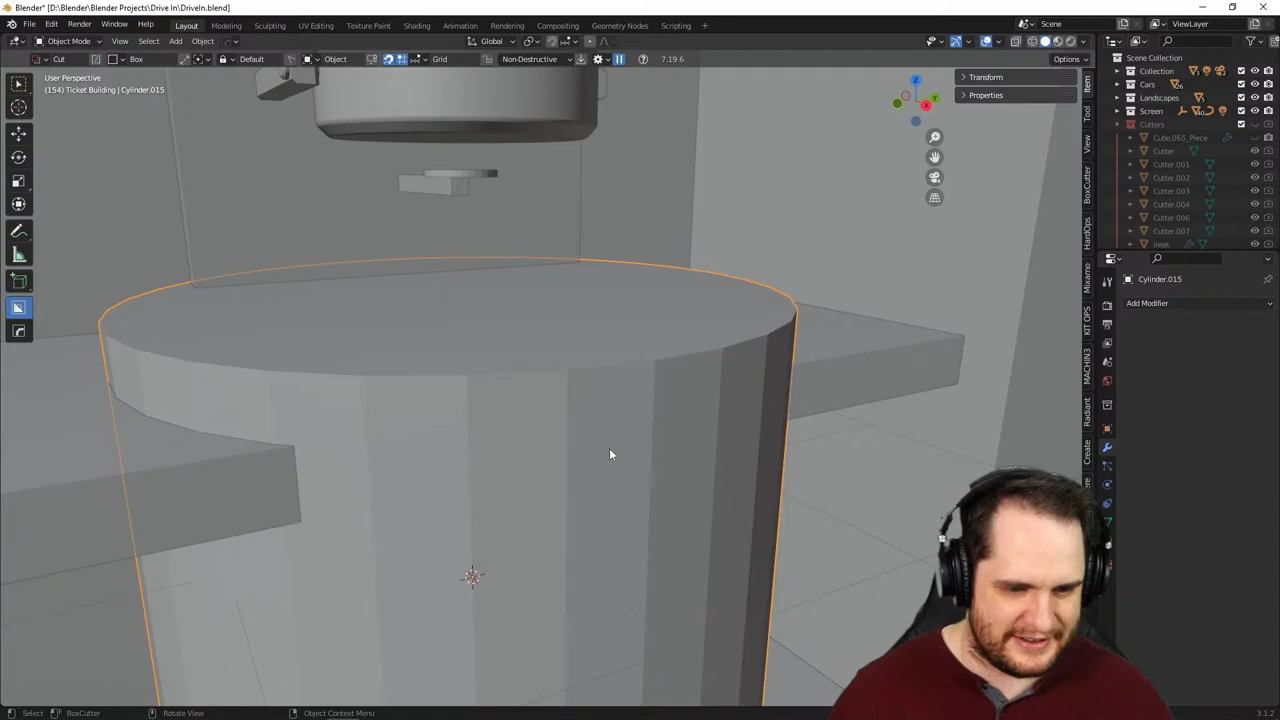 Blender* [D:\Blender\Blender Projects\Drive In\DriveIn.blend]
File Edit Render Window Help Layout Modeling Sculpting UV Editing Texture Paint Shading Animation Rendering Compositing Geometry Nodes Scripting + Scene ViewLayer
Object Mode View Select Add Object Global
Cut Box Default Object Grid Non-Destructive 7.19.6 Options
User Perspective
(154) Ticket Building | Cylinder.015
Transform
Properties
Item
Tool
View
BoxCutter
HardOps
Mixamo
KIT OPS
MACHIN3
Radiant
Create
Z
Y
X
Scene Collection
Collection
Cars
Landscapes
Screen
Cutters
Cube.065_Piece
Cutter
Cutter.001
Cutter.002
Cutter.003
Cutter.004
Cutter.006
Cutter.007
Inset
Cylinder.015
Add Modifier
Select BoxCutter Rotate View Object Context Menu 3.1.2